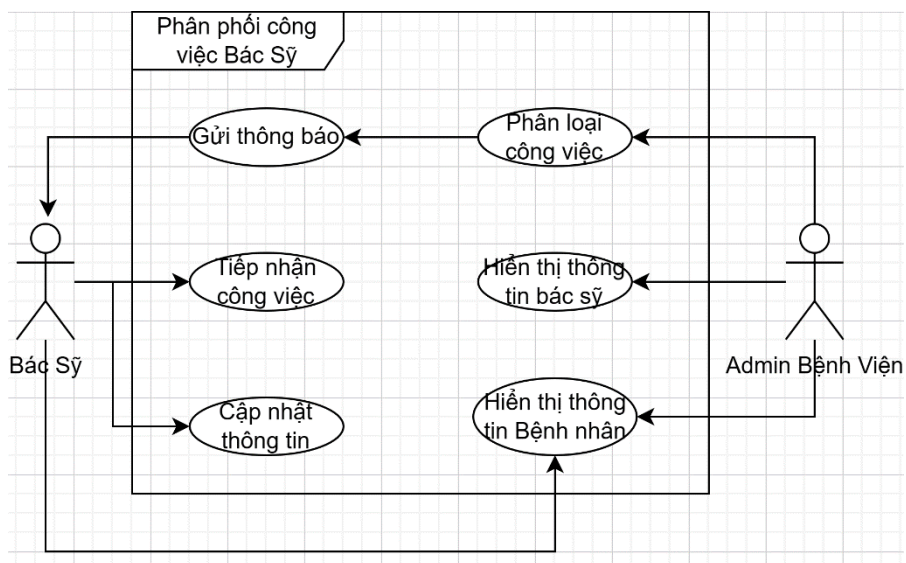 Phân phối công
việc Bác Sỹ
Gửi thông báo
Phân loại
công việc
Tiếp nhận
công việc
Hiển thị thông
tin bác sỹ
Bác Sỹ
Admin Bệnh Viện
Cập nhật
thông tin
Hiển thị thông
tin Bệnh nhân